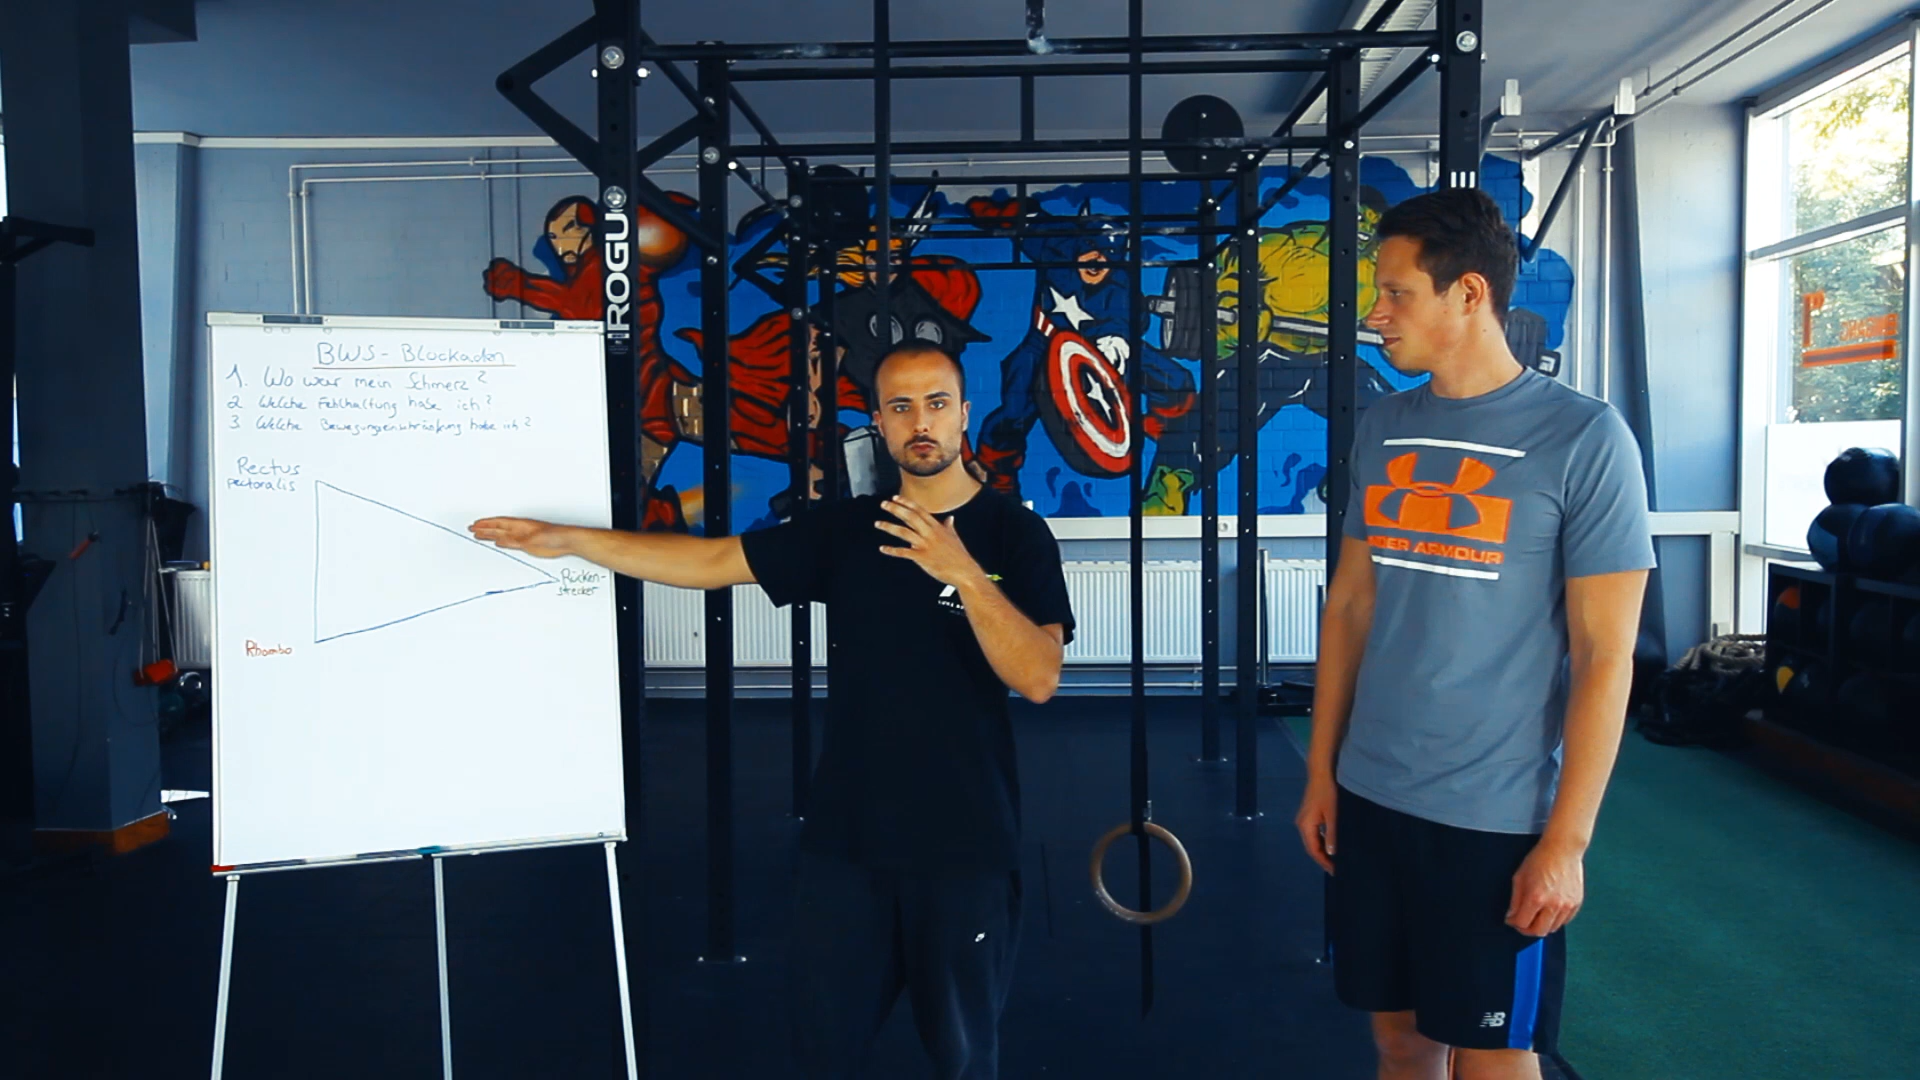 BWS - Blockaden
1. Wo war mein Schmerz?
2 Welche Fehlhaltung habe ich?
3 Welche Bewegungseinschränkung habe ich?
Rectus
pectoralis
Rücken-
strecker
Rhombo
ROGU
UNDER ARMOUR
NB